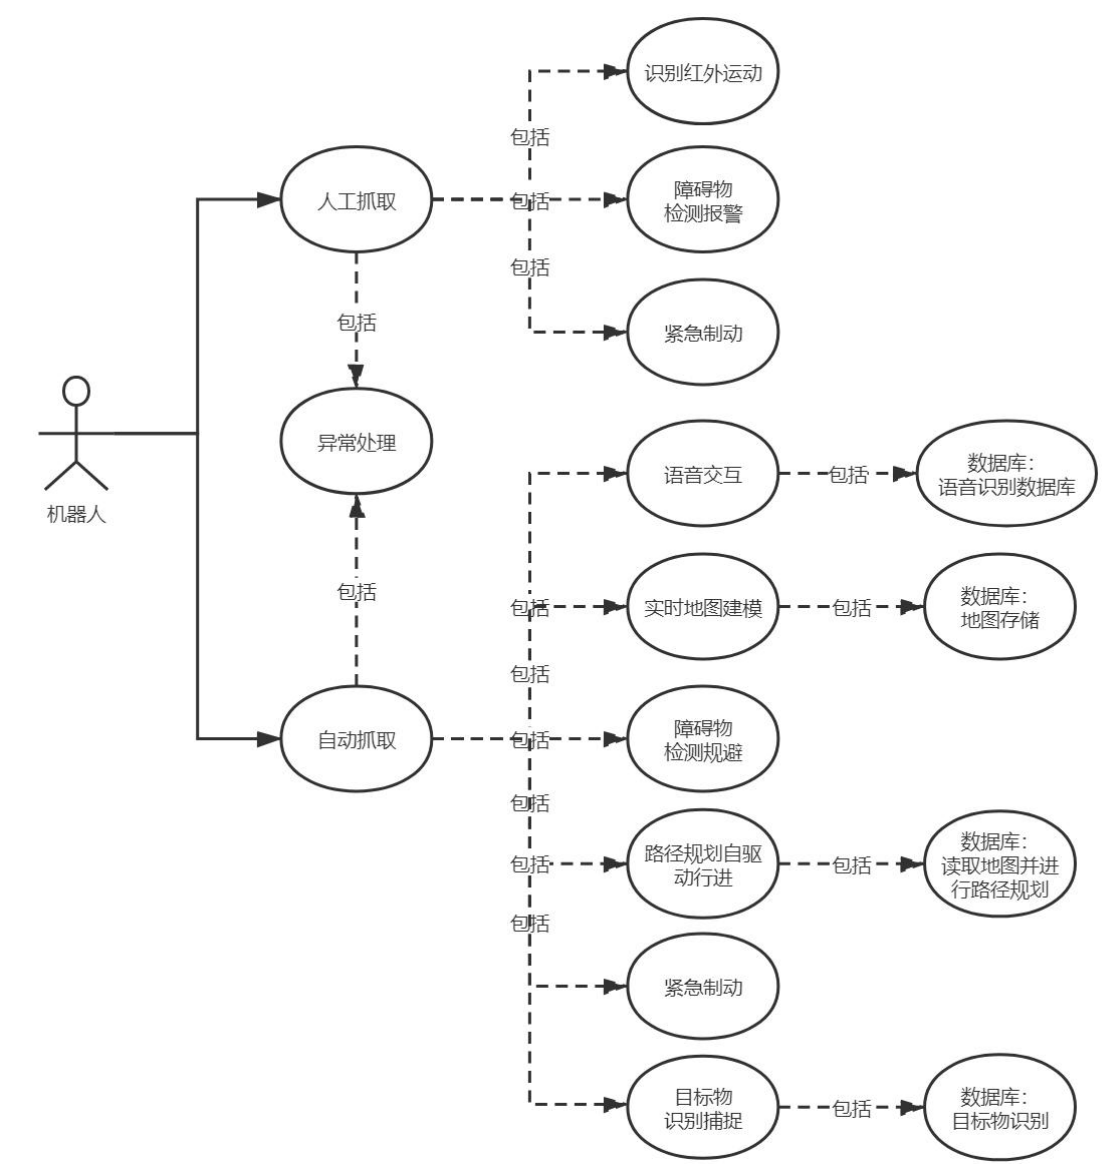 识别红外运动
包括
人工抓取
包括
障碍物
检测报警
包括
包括
紧急制动
异常处理
机器人
包括
语音交互
包括
数据库：
语音识别数据库
包括
实时地图建模
包括
数据库：
地图存储
包括
自动抓取
包括
障碍物
检测规避
包括
包括
路径规划自驱
动行进
包括
数据库：
读取地图并进
行路径规划
包括
紧急制动
目标物
识别捕捉
包括
数据库：
目标物识别